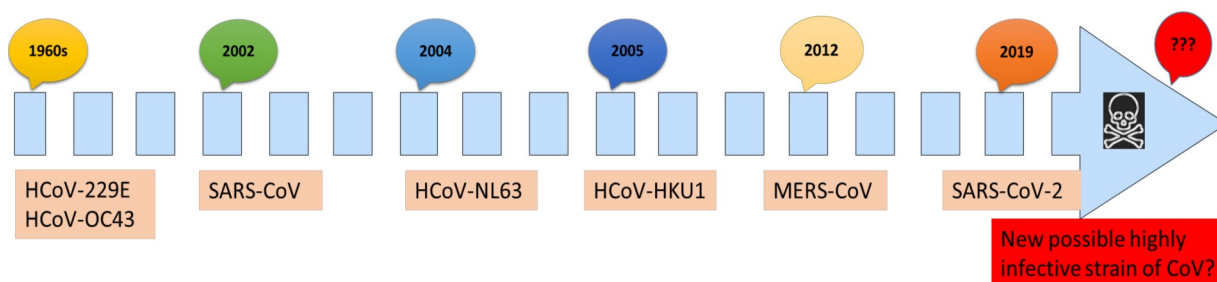 1960s
2002
2004
2005
2012
2019
???
HCoV-229E
HCoV-OC43
SARS-CoV
HCoV-NL63
HCoV-HKU1
MERS-CoV
SARS-CoV-2
New possible highly
infective strain of CoV?